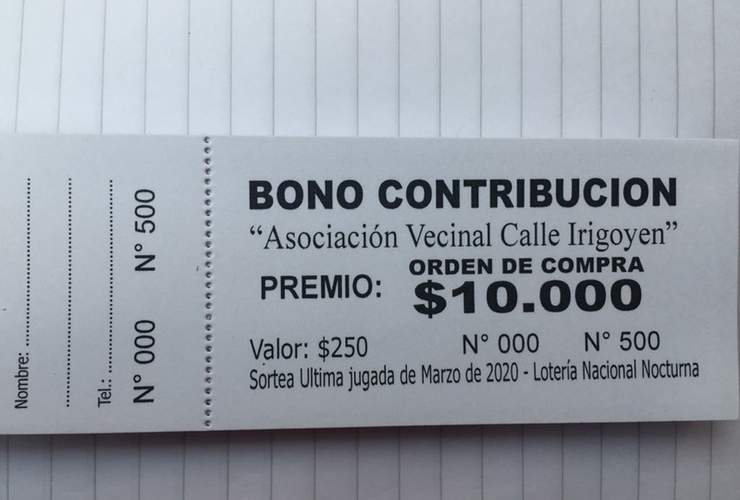 Nombre: ........................................
........................................
Tel.: ........................................
N° 000 N° 500
BONO CONTRIBUCION
“Asociación Vecinal Calle Irigoyen”
PREMIO: ORDEN DE COMPRA
$10.000
Valor: $250 N° 000 N° 500
Sortea Ultima jugada de Marzo de 2020 - Lotería Nacional Nocturna